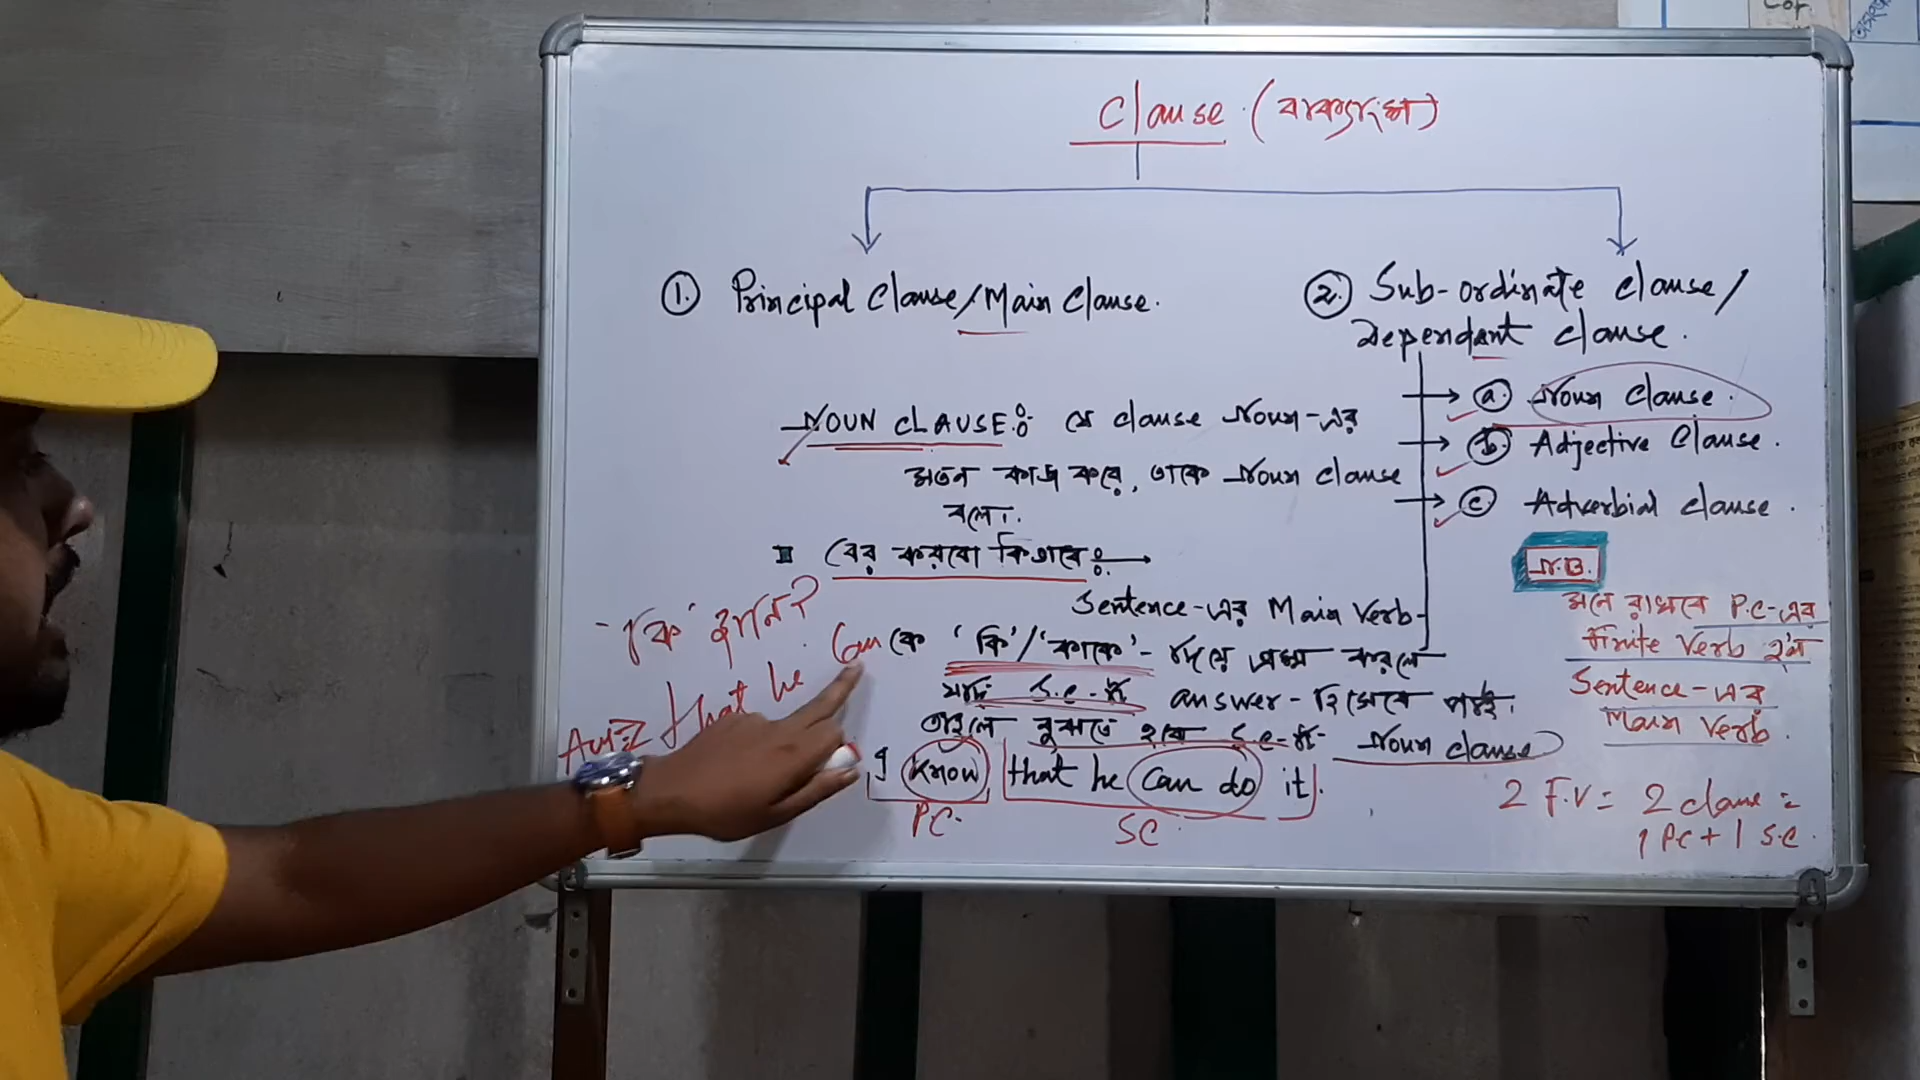 Clause (বাক্যাংশ)
① Principal Clause/Main Clause.
② Sub-ordinate clause/
Dependant clause.
ⓐ Noun Clause.
ⓑ Adjective Clause.
ⓒ Adverbial clause.
NOUN CLAUSE: যে clause Noun-এর
মতন কাজ করে, তাকে Noun clause
বলে।
বের করবো কিভাবে:
Sentence-এর Main Verb-
কে 'কি'/'কাকে'- দিয়ে প্রশ্ন করলে
যদি S.C-কে answer-হিসেবে পাই,
তাহলে বুঝতে হবে S.C-টি Noun clause
'কি' জানি?
Ans: that he can
I know that he can do it.
PC. SC.
N.B.
মনে রাখবে P.C-এর
Finite Verb হল
Sentence-এর
Main Verb.
2 F.V = 2 clause =
1 PC + 1 SC.